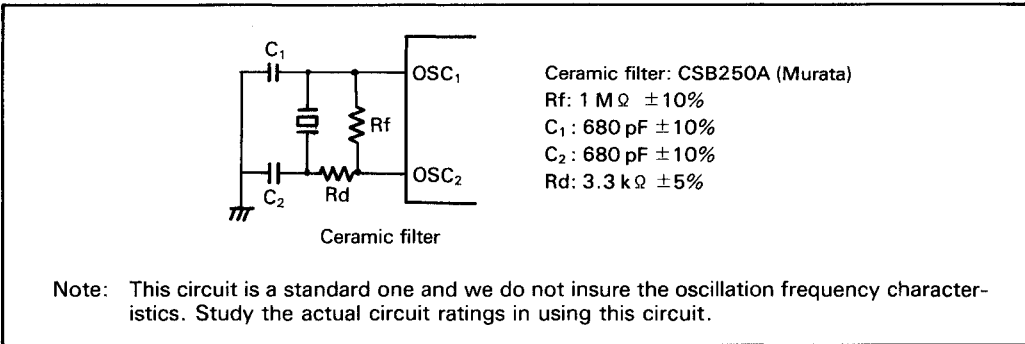 C₁
OSC₁
Rf
OSC₂
C₂
Rd
Ceramic filter
Ceramic filter: CSB250A (Murata)
Rf: 1 MΩ ±10%
C₁: 680 pF ±10%
C₂: 680 pF ±10%
Rd: 3.3 kΩ ±5%
Note: This circuit is a standard one and we do not insure the oscillation frequency character-
istics. Study the actual circuit ratings in using this circuit.